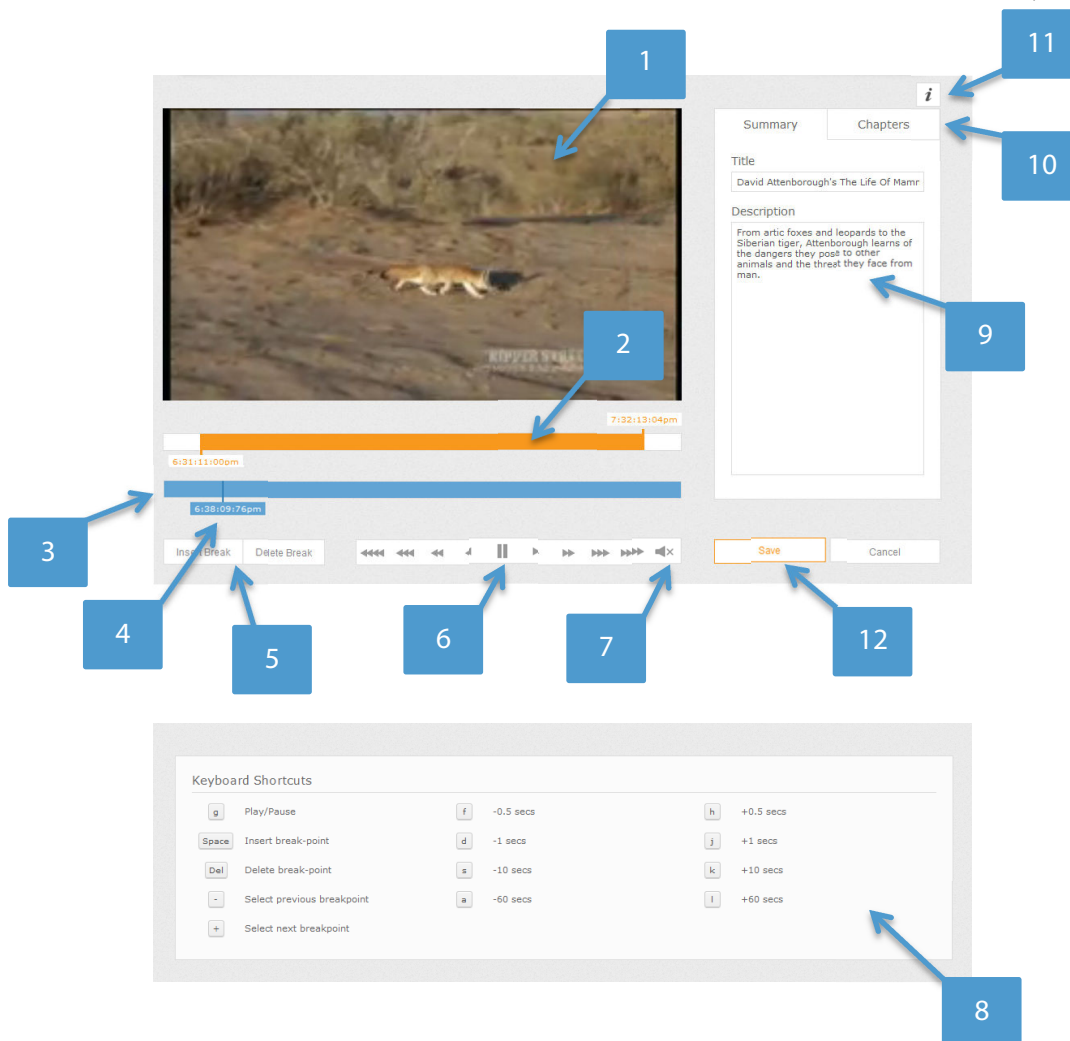 11
1
i
Summary
Chapters
10
Title
David Attenborough's The Life Of Mamr
Description
From artic foxes and leopards to the
Siberian tiger, Attenborough learns of
the dangers they pose to other
animals and the threat they face from
man.
9
2
RIPPER STREET
7:32:13:04pm
6:31:11:00pm
3
6:38:09:76pm
Insert Break
Delete Break
Save
Cancel
4
5
6
7
12
Keyboard Shortcuts
g Play/Pause
f -0.5 secs
h +0.5 secs
Space Insert break-point
d -1 secs
j +1 secs
Del Delete break-point
s -10 secs
k +10 secs
- Select previous breakpoint
a -60 secs
l +60 secs
+ Select next breakpoint
8